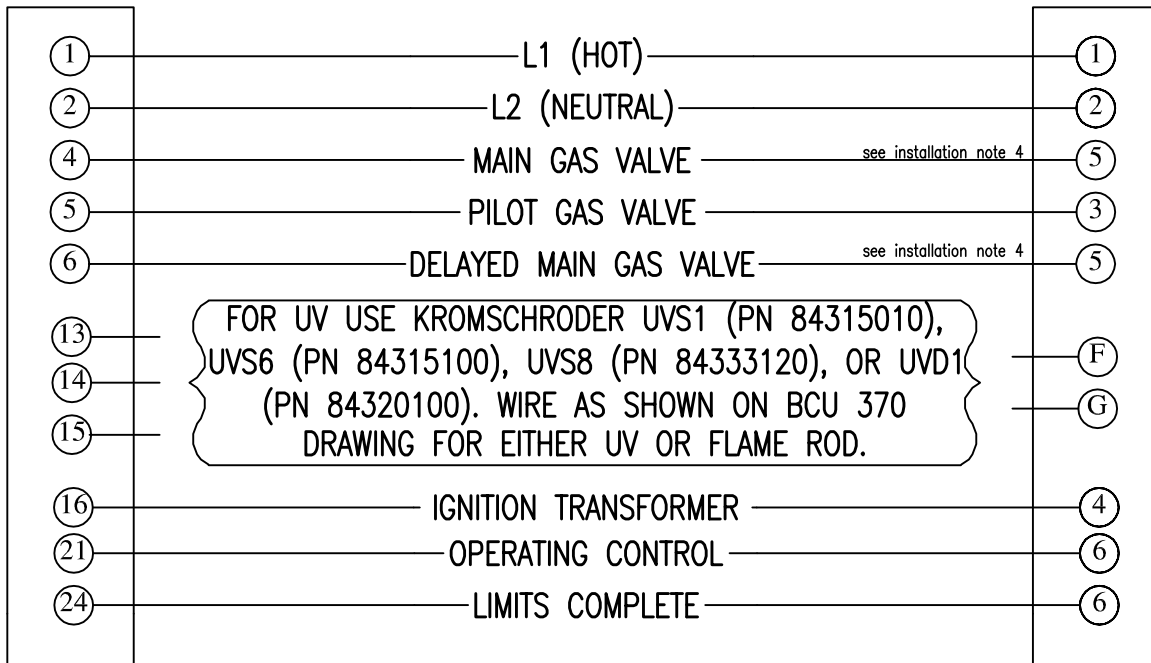 1 L1 (HOT) 1
2 L2 (NEUTRAL) 2
4 MAIN GAS VALVE see installation note 4 5
5 PILOT GAS VALVE 3
6 DELAYED MAIN GAS VALVE see installation note 4 5
FOR UV USE KROMSCHRODER UVS1 (PN 84315010),
13
UVS6 (PN 84315100), UVS8 (PN 84333120), OR UVD1 F
14
(PN 84320100). WIRE AS SHOWN ON BCU 370 G
15
DRAWING FOR EITHER UV OR FLAME ROD.
16 IGNITION TRANSFORMER 4
21 OPERATING CONTROL 6
24 LIMITS COMPLETE 6